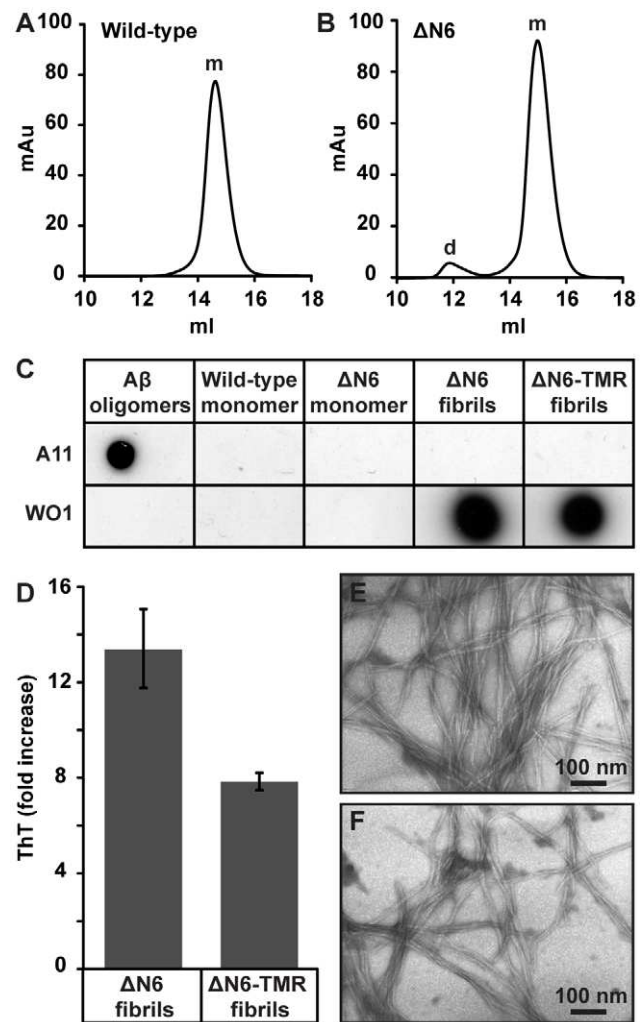 A
Wild-type
m
100
80
60
40
20
0
mAu
10 12 14 16 18
ml
B
ΔN6
m
d
100
80
60
40
20
0
mAu
10 12 14 16 18
ml
C
Aβ oligomers
Wild-type monomer
ΔN6 monomer
ΔN6 fibrils
ΔN6-TMR fibrils
A11
WO1
D
16
12
8
4
0
ThT (fold increase)
ΔN6 fibrils
ΔN6-TMR fibrils
E
100 nm
F
100 nm